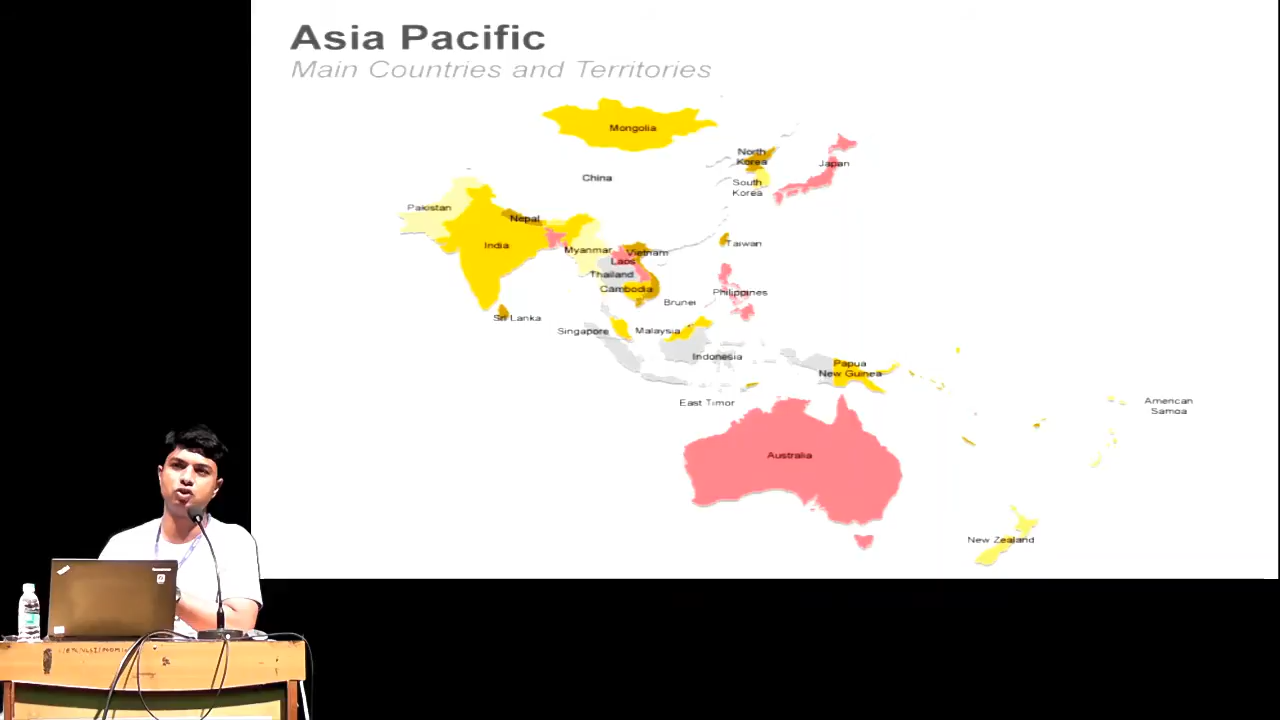 Asia Pacific
Main Countries and Territories
Mongolia
North
Korea
Japan
China
South
Korea
Pakistan
Nepal
India
Taiwan
Myanmar
Vietnam
Laos
Thailand
Cambodia
Philippines
Brunei
Sri Lanka
Singapore
Malaysia
Indonesia
Papua
New Guinea
East Timor
American
Samoa
Australia
New Zealand